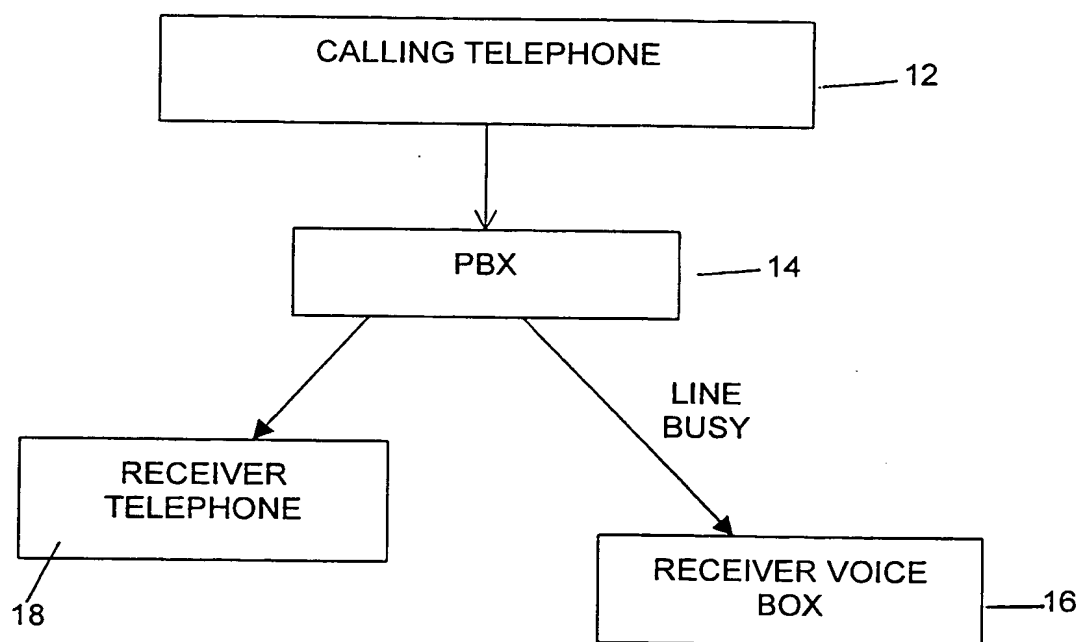 CALLING TELEPHONE
12
PBX
14
LINE
BUSY
RECEIVER
TELEPHONE
18
RECEIVER VOICE
BOX
16